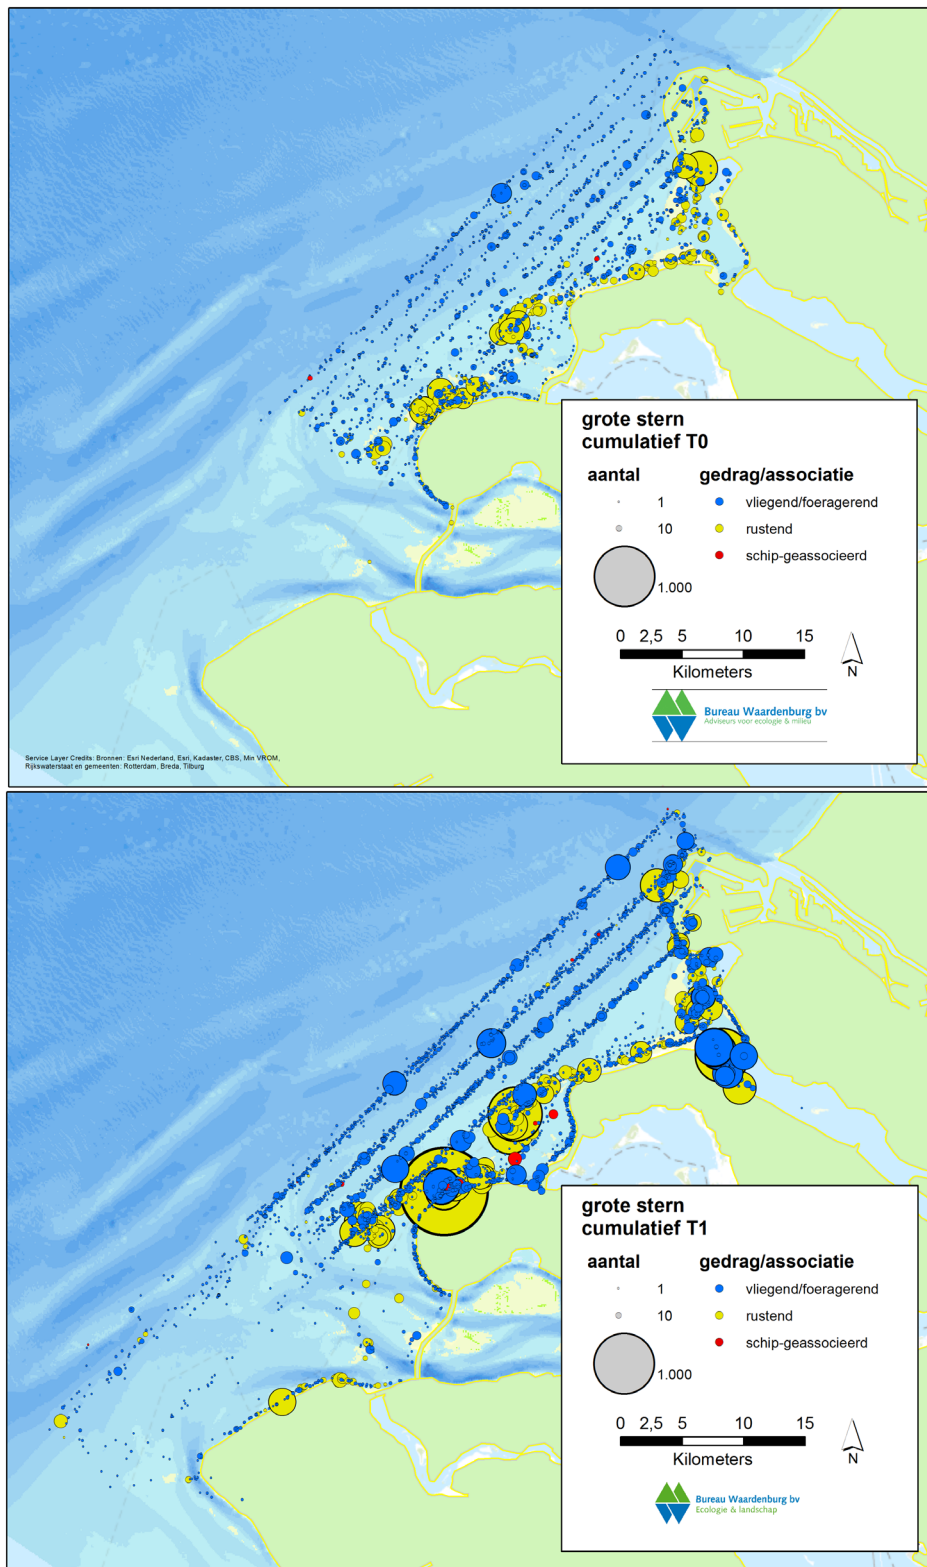 grote stern
cumulatief T0
aantal
gedrag/associatie
1
vliegend/foeragerend
10
rustend
schip-geassocieerd
1.000
0 2,5 5 10 15
Kilometers
N
Bureau Waardenburg bv
Adviseurs voor ecologie & milieu
Service Layer Credits: Bronnen: Esri Nederland, Esri, Kadaster, CBS, Min VROM,
Rijkswaterstaat en gemeenten: Rotterdam, Breda, Tilburg
grote stern
cumulatief T1
aantal
gedrag/associatie
1
vliegend/foeragerend
10
rustend
schip-geassocieerd
1.000
0 2,5 5 10 15
Kilometers
N
Bureau Waardenburg bv
Ecologie & landschap